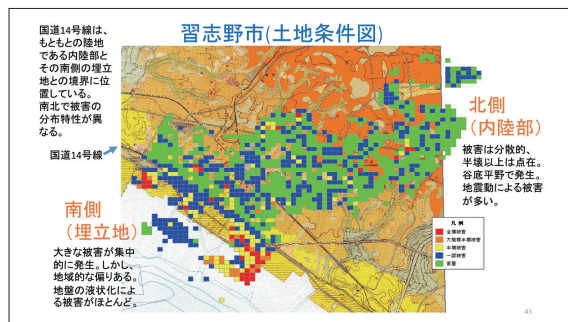 習志野市(土地条件図)
国道14号線は、
もともとの陸地
である内陸部と
その南側の埋立
地との境界に位
置している。
南北で被害の
分布特性が異
なる。
国道14号線
北側
（内陸部）
被害は分散的、
半壊以上は点在。
谷底平野で発生。
地震動による被害
が多い。
南側
（埋立地）
大きな被害が集中
的に発生。しかし、
地域的な偏りある。
地盤の液状化によ
る被害がほとんど。
凡 例
全壊被害
大規模半壊被害
半壊被害
一部被害
家屋
43